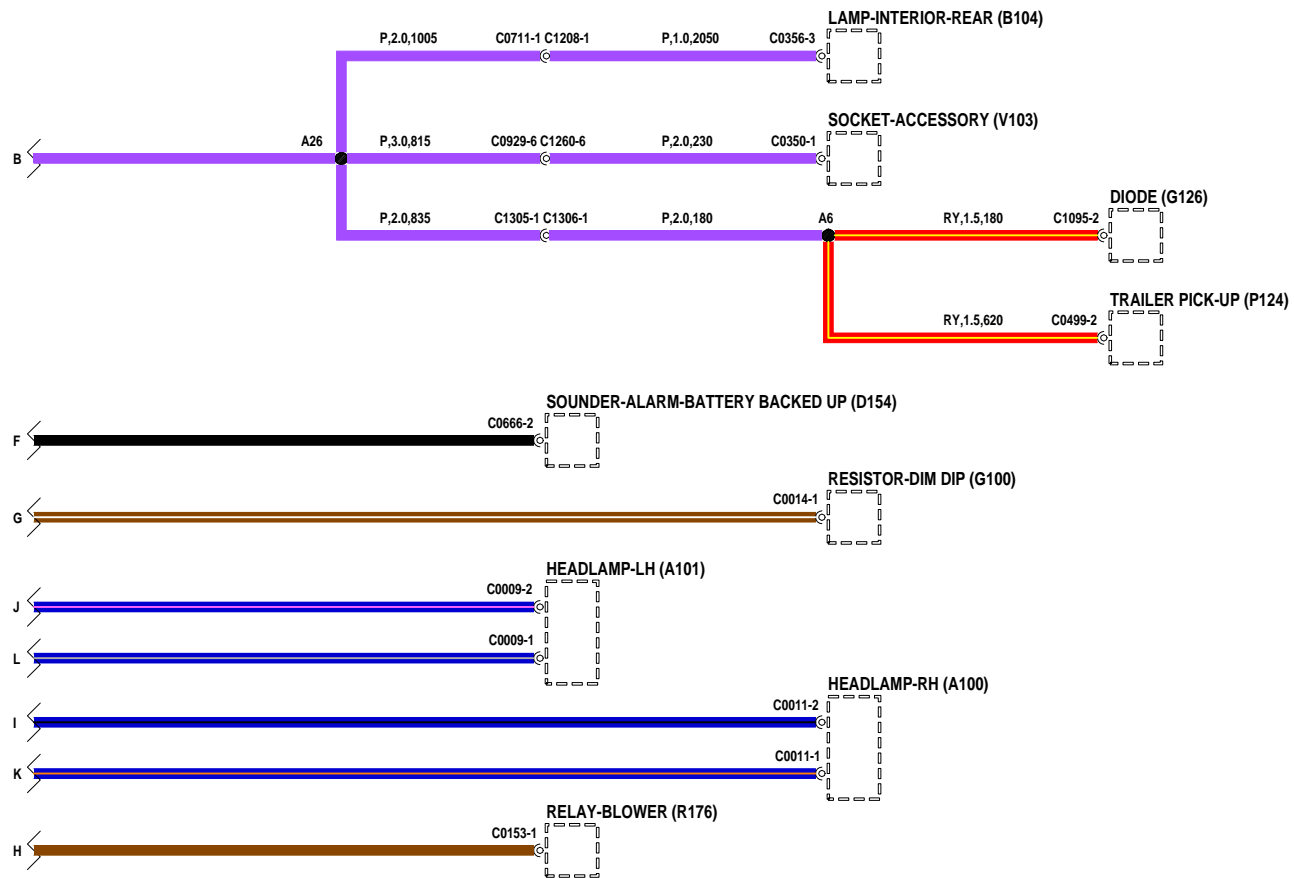 LAMP-INTERIOR-REAR (B104)
P,2.0,1005 C0711-1 C1208-1 P,1.0,2050 C0356-3
SOCKET-ACCESSORY (V103)
B A26 P,3.0,815 C0929-6 C1260-6 P,2.0,230 C0350-1
DIODE (G126)
P,2.0,835 C1305-1 C1306-1 P,2.0,180 A6 RY,1.5,180 C1095-2
TRAILER PICK-UP (P124)
RY,1.5,620 C0499-2
SOUNDER-ALARM-BATTERY BACKED UP (D154)
F C0666-2
RESISTOR-DIM DIP (G100)
G C0014-1
HEADLAMP-LH (A101)
J C0009-2
L C0009-1
HEADLAMP-RH (A100)
I C0011-2
K C0011-1
RELAY-BLOWER (R176)
H C0153-1